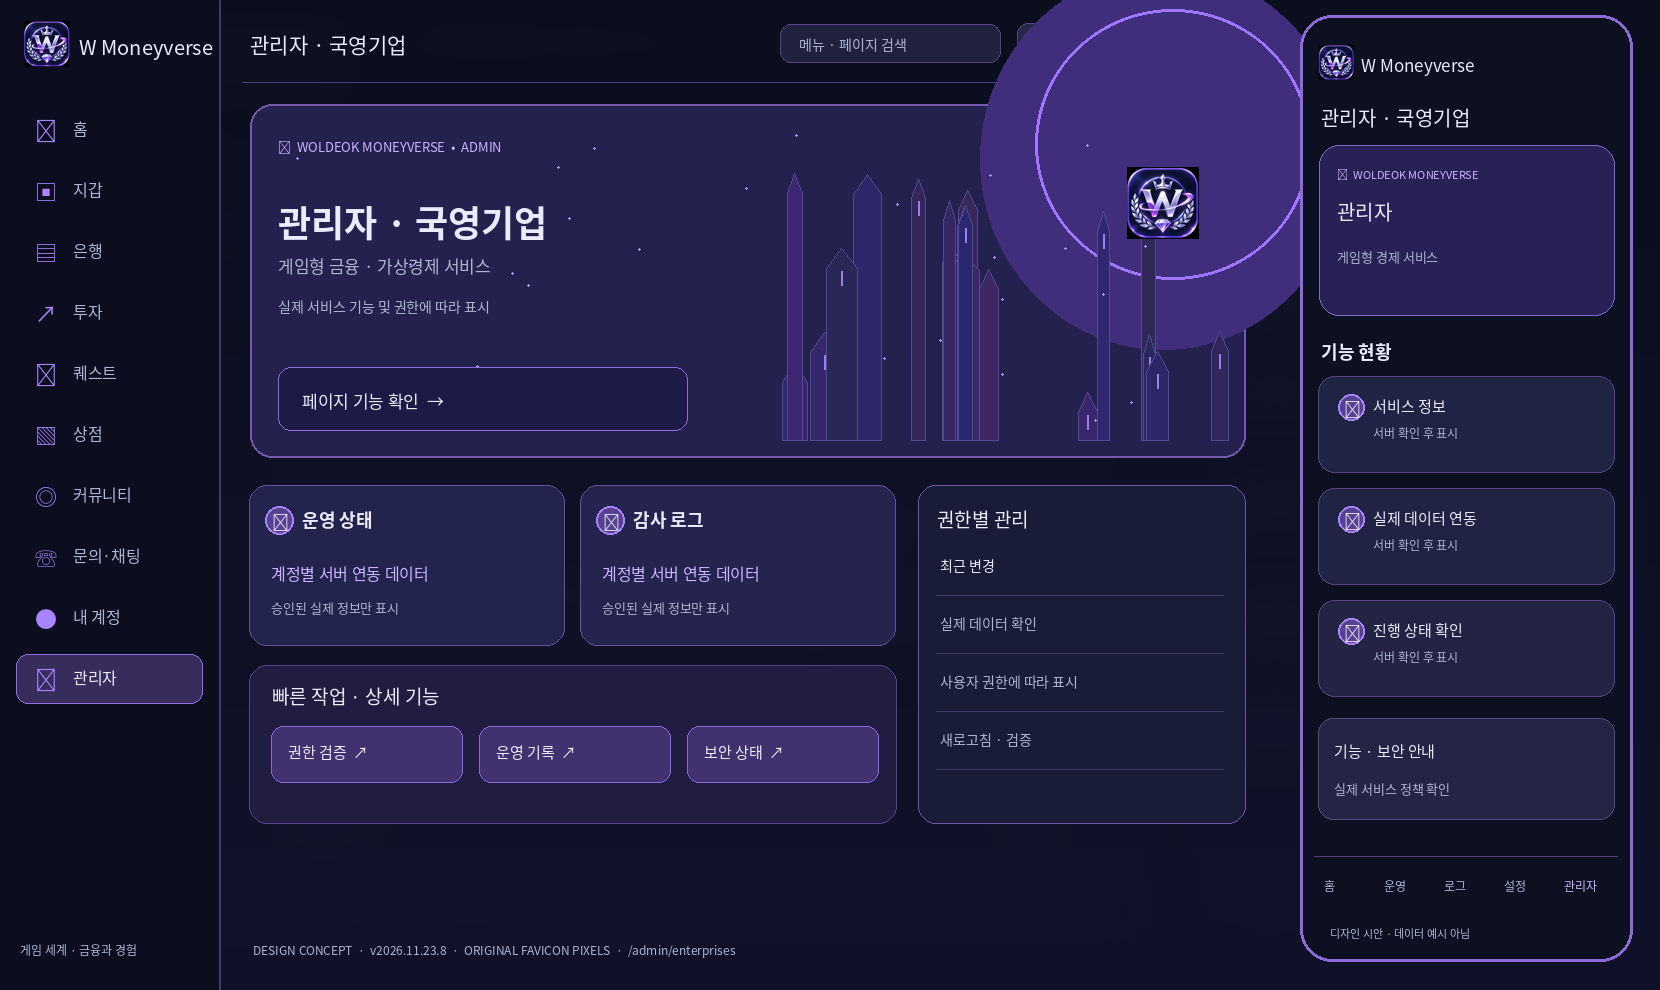 W Moneyverse
홈
지갑
은행
투자
퀘스트
상점
커뮤니티
문의·채팅
내 계정
관리자
게임 세계 · 금융과 경험
관리자 · 국영기업
메뉴 · 페이지 검색
WOLDEOK MONEYVERSE • ADMIN
관리자 · 국영기업
게임형 금융 · 가상경제 서비스
실제 서비스 기능 및 권한에 따라 표시
페이지 기능 확인 →
운영 상태
계정별 서버 연동 데이터
승인된 실제 정보만 표시
감사 로그
계정별 서버 연동 데이터
승인된 실제 정보만 표시
권한별 관리
최근 변경
실제 데이터 확인
사용자 권한에 따라 표시
새로고침 · 검증
빠른 작업 · 상세 기능
권한 검증 ↗
운영 기록 ↗
보안 상태 ↗
DESIGN CONCEPT · v2026.11.23.8 · ORIGINAL FAVICON PIXELS · /admin/enterprises
W Moneyverse
관리자 · 국영기업
WOLDEOK MONEYVERSE
관리자
게임형 경제 서비스
기능 현황
서비스 정보
서버 확인 후 표시
실제 데이터 연동
서버 확인 후 표시
진행 상태 확인
서버 확인 후 표시
기능 · 보안 안내
실제 서비스 정책 확인
홈 운영 로그 설정 관리자
디자인 시안 · 데이터 예시 아님